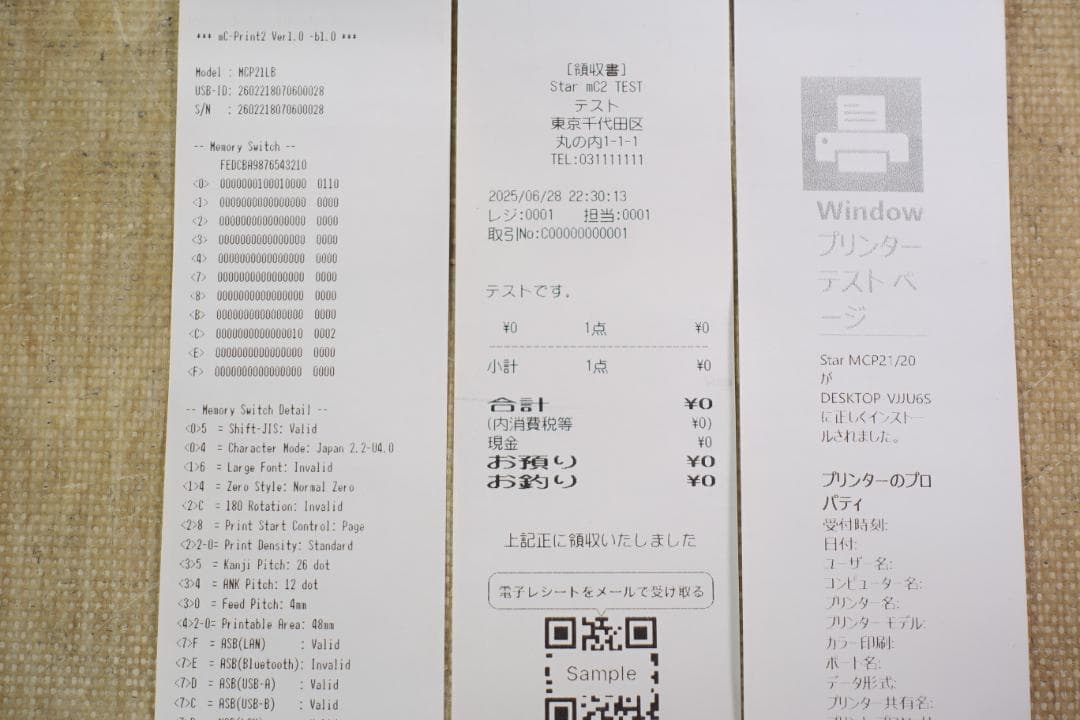 *** mC-Print2 Ver1.0 -b1.0 ***
Model : MCP21LB
USB-ID: 2602218070600028
S/N : 2602218070600028
-- Memory Switch --
FEDCBA9876543210
<0> 0000000100010000 0110
<1> 0000000000000000 0000
<2> 0000000000000000 0000
<3> 0000000000000000 0000
<4> 0000000000000000 0000
<7> 0000000000000000 0000
<8> 0000000000000000 0000
<B> 0000000000000000 0000
<C> 0000000000000010 0002
<E> 0000000000000000 0000
<F> 0000000000000000 0000
-- Memory Switch Detail --
<0>5 = Shift-JIS: Valid
<0>4 = Character Mode: Japan 2.2-U4.0
<1>6 = Large Font: Invalid
<1>4 = Zero Style: Normal Zero
<2>C = 180 Rotation: Invalid
<2>8 = Print Start Control: Page
<2>2-0= Print Density: Standard
<3>5 = Kanji Pitch: 26 dot
<3>4 = ANK Pitch: 12 dot
<3>0 = Feed Pitch: 4mm
<4>2-0= Printable Area: 48mm
<7>F = ASB(LAN) : Valid
<7>E = ASB(Bluetooth): Invalid
<7>D = ASB(USB-A) : Valid
<7>C = ASB(USB-B) : Valid
[領収書]
Star mC2 TEST
テスト
東京千代田区
丸の内1-1-1
TEL:031111111
2025/06/28 22:30:13
レジ:0001 担当:0001
取引No:C00000000001
テストです。
¥0 1点 ¥0
小計 1点 ¥0
合計 ¥0
(内消費税等 ¥0)
現金 ¥0
お預り ¥0
お釣り ¥0
上記正に領収いたしました
電子レシートをメールで受け取る
Sample
Window
プリンター
テスト ペ
ージ
Star MCP21/20
が
DESKTOP VJJU6S
に正しくインストー
ルされました。
プリンターのプロ
パティ
受付時刻:
日付:
ユーザー名:
コンピューター名:
プリンター名:
プリンター モデル:
カラー印刷:
ポート名:
データ形式:
プリンター共有名: